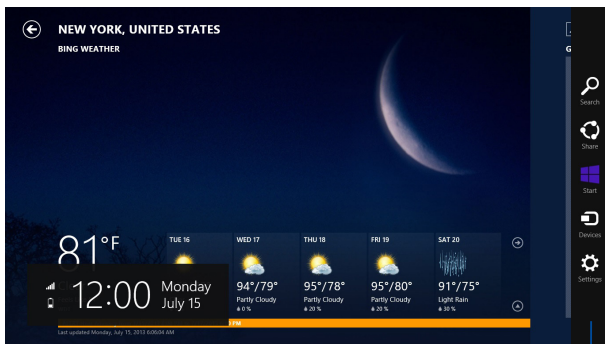 NEW YORK, UNITED STATES
BING WEATHER
G
Search
Share
Start
Devices
Settings
81°F
TUE 16
WED 17
94°/79°
Partly Cloudy
0 %
THU 18
95°/78°
Partly Cloudy
20 %
FRI 19
95°/80°
Partly Cloudy
20 %
SAT 20
91°/75°
Light Rain
30 %
12:00
Monday
July 15
PM
Last updated Monday, July 15, 2013 6:06:04 AM